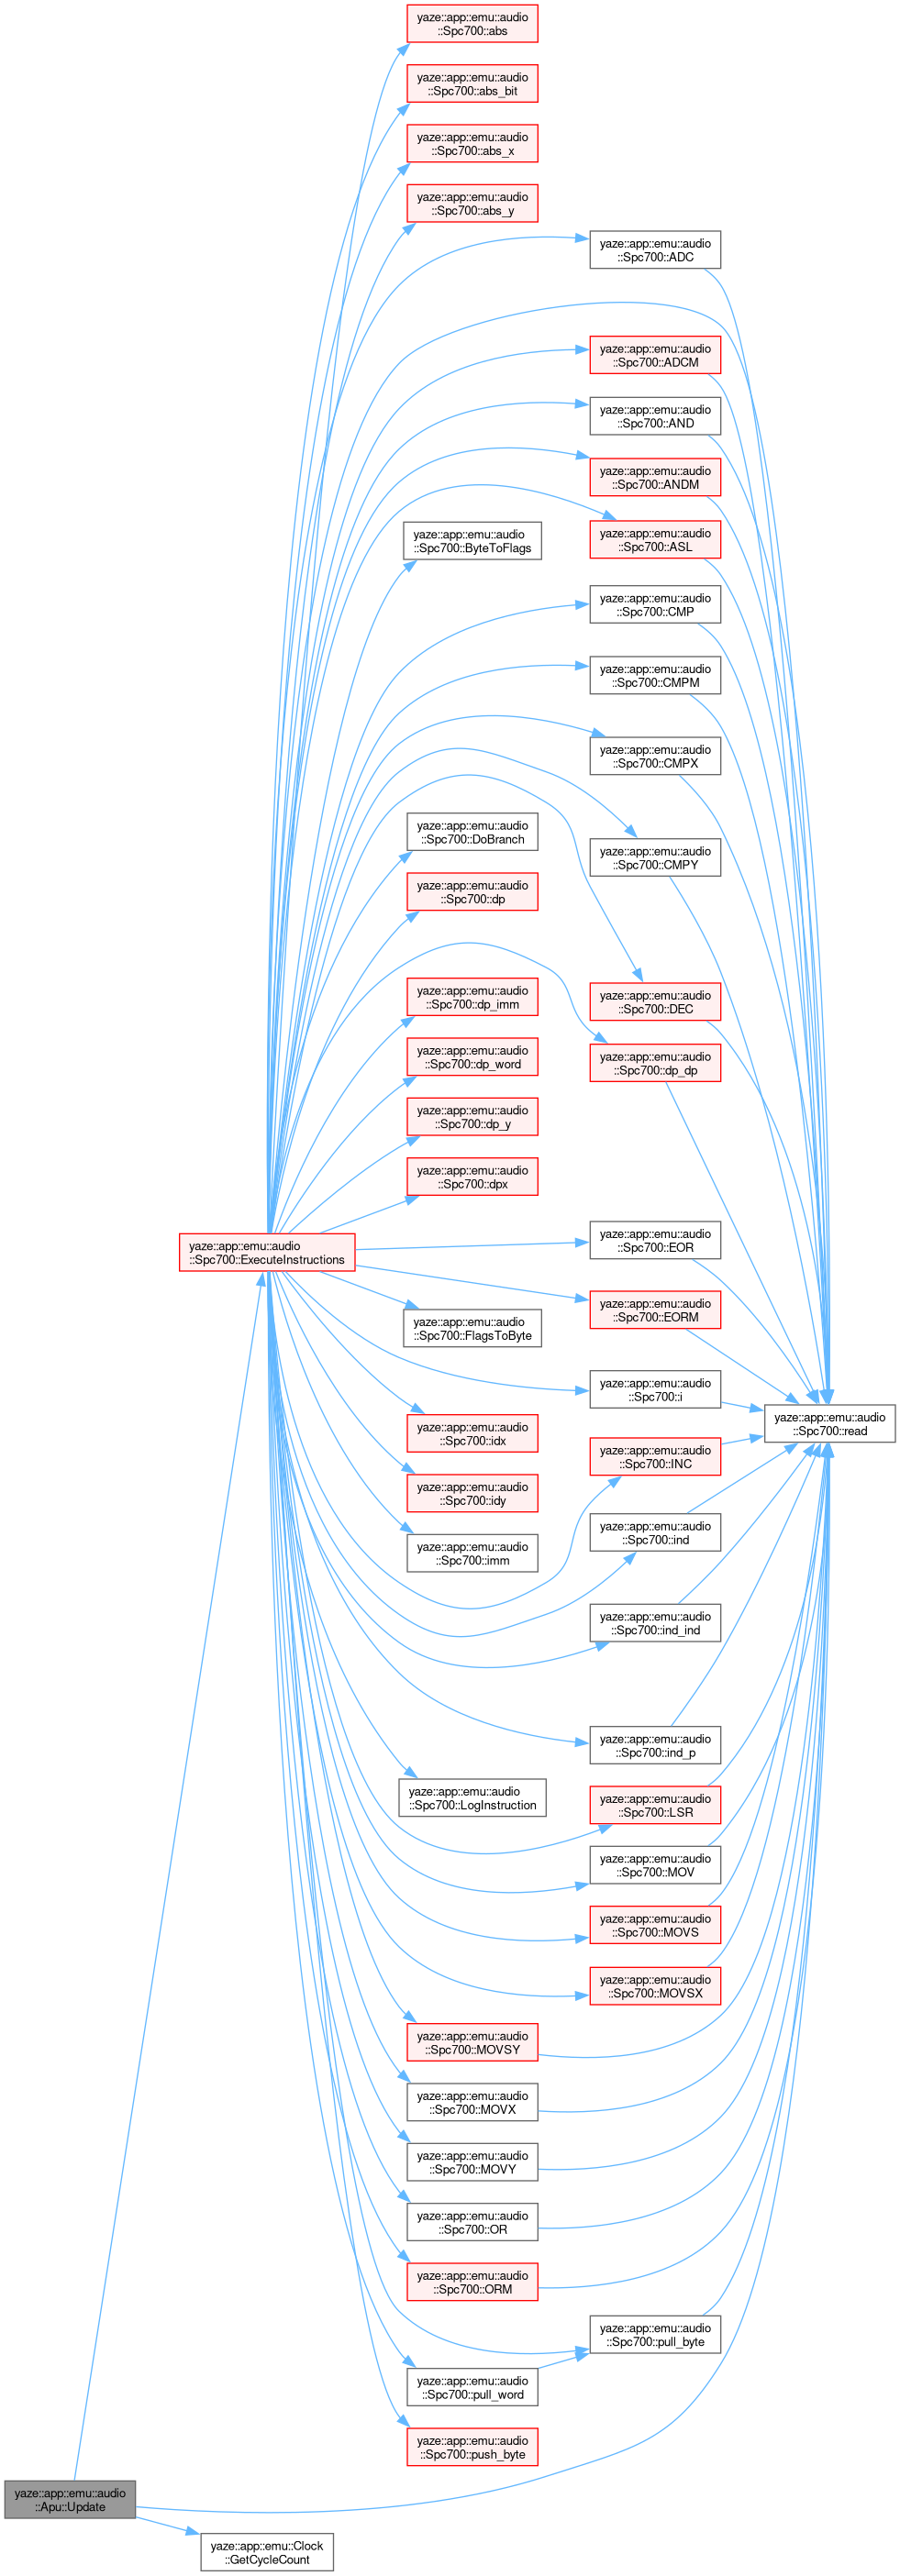 yaze::app::emu::audio
::Spc700::abs
yaze::app::emu::audio
::Spc700::abs_bit
yaze::app::emu::audio
::Spc700::abs_x
yaze::app::emu::audio
::Spc700::abs_y
yaze::app::emu::audio
::Spc700::ADC
yaze::app::emu::audio
::Spc700::ADCM
yaze::app::emu::audio
::Spc700::AND
yaze::app::emu::audio
::Spc700::ANDM
yaze::app::emu::audio
::Spc700::ASL
yaze::app::emu::audio
::Spc700::ByteToFlags
yaze::app::emu::audio
::Spc700::CMP
yaze::app::emu::audio
::Spc700::CMPM
yaze::app::emu::audio
::Spc700::CMPX
yaze::app::emu::audio
::Spc700::DoBranch
yaze::app::emu::audio
::Spc700::CMPY
yaze::app::emu::audio
::Spc700::dp
yaze::app::emu::audio
::Spc700::dp_imm
yaze::app::emu::audio
::Spc700::DEC
yaze::app::emu::audio
::Spc700::dp_word
yaze::app::emu::audio
::Spc700::dp_dp
yaze::app::emu::audio
::Spc700::dp_y
yaze::app::emu::audio
::Spc700::dpx
yaze::app::emu::audio
::Spc700::ExecuteInstructions
yaze::app::emu::audio
::Spc700::EOR
yaze::app::emu::audio
::Spc700::FlagsToByte
yaze::app::emu::audio
::Spc700::EORM
yaze::app::emu::audio
::Spc700::i
yaze::app::emu::audio
::Spc700::read
yaze::app::emu::audio
::Spc700::idx
yaze::app::emu::audio
::Spc700::INC
yaze::app::emu::audio
::Spc700::idy
yaze::app::emu::audio
::Spc700::ind
yaze::app::emu::audio
::Spc700::imm
yaze::app::emu::audio
::Spc700::ind_ind
yaze::app::emu::audio
::Spc700::ind_p
yaze::app::emu::audio
::Spc700::LogInstruction
yaze::app::emu::audio
::Spc700::LSR
yaze::app::emu::audio
::Spc700::MOV
yaze::app::emu::audio
::Spc700::MOVS
yaze::app::emu::audio
::Spc700::MOVSX
yaze::app::emu::audio
::Spc700::MOVSY
yaze::app::emu::audio
::Spc700::MOVX
yaze::app::emu::audio
::Spc700::MOVY
yaze::app::emu::audio
::Spc700::OR
yaze::app::emu::audio
::Spc700::ORM
yaze::app::emu::audio
::Spc700::pull_byte
yaze::app::emu::audio
::Spc700::pull_word
yaze::app::emu::audio
::Spc700::push_byte
yaze::app::emu::audio
::Apu::Update
yaze::app::emu::Clock
::GetCycleCount